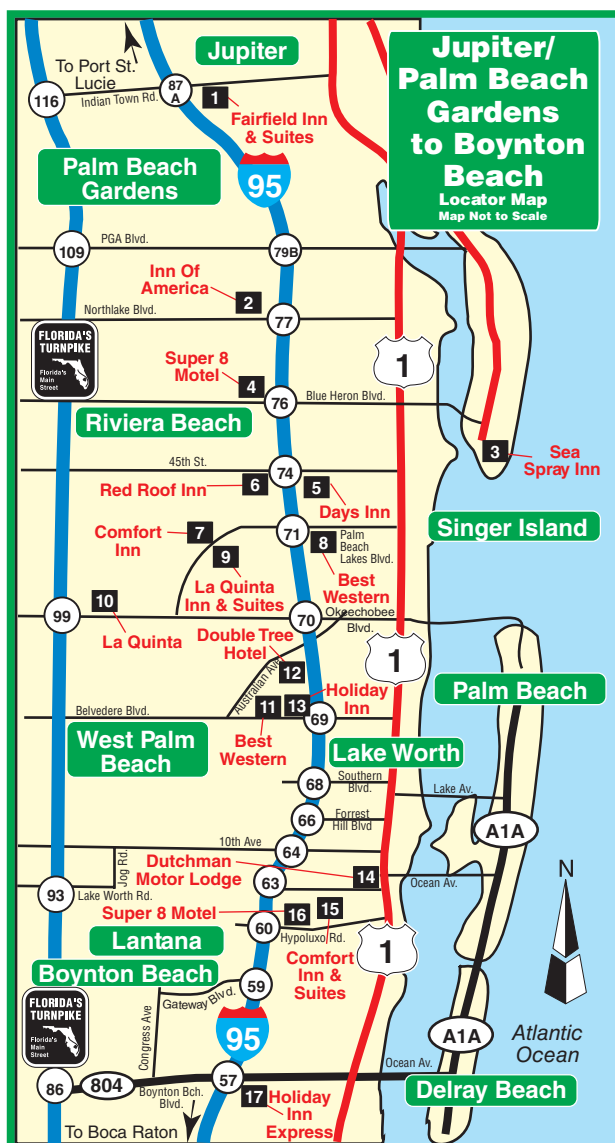 Jupiter/
Palm Beach
Gardens
to Boynton
Beach
Locator Map
Map Not to Scale
Jupiter
To Port St.
Lucie
116
Indian Town Rd.
87
A
1
Fairfield Inn
& Suites
Palm Beach
Gardens
95
PGA Blvd.
109
79B
Inn Of
America
2
Northlake Blvd.
77
FLORIDA'S
TURNPIKE
Florida's
Main
Street
1
Super 8
Motel
4
76
Blue Heron Blvd.
Riviera Beach
3
Sea
Spray Inn
45th St.
74
Red Roof Inn
6
5
Days Inn
Singer Island
Comfort
Inn
7
71
8
Palm
Beach
Lakes Blvd.
9
La Quinta
Inn & Suites
Best
Western
10
99
La Quinta
70
Okeechobee
Blvd.
Double Tree
Hotel
12
1
Australian Ave
Palm Beach
Holiday
Inn
11
13
Belvedere Blvd.
69
West Palm
Beach
Best
Western
Lake Worth
68
Southern
Blvd.
Lake Av.
66
Forrest
Hill Blvd
A1A
10th Ave
64
Jog Rd.
Dutchman
Motor Lodge
14
63
Ocean Av.
93
Lake Worth Rd.
N
Super 8 Motel
16
15
60
Hypoluxo Rd.
1
Lantana
Comfort
Inn &
Suites
Boynton Beach
59
Gateway Blvd.
FLORIDA'S
TURNPIKE
Florida's
Main
Street
Congress Ave
95
A1A
Atlantic
Ocean
Ocean Av.
86
804
57
Boynton Bch.
Blvd.
Delray Beach
17
Holiday
Inn
Express
To Boca Raton